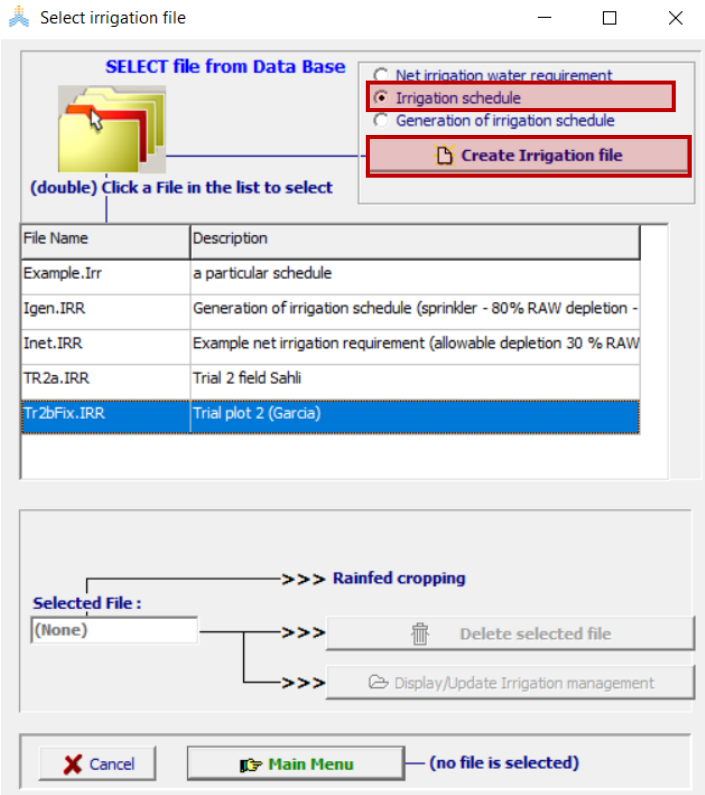 Select irrigation file
SELECT file from Data Base
Net irrigation water requirement
Irrigation schedule
Generation of irrigation schedule
Create Irrigation file
(double) Click a File in the list to select
File Name Description
Example.Irr a particular schedule
Igen.IRR Generation of irrigation schedule (sprinkler - 80% RAW depletion -
Inet.IRR Example net irrigation requirement (allowable depletion 30 % RAW
TR2a.IRR Trial 2 field Sahli
Tr2bFix.IRR Trial plot 2 (Garcia)
>>> Rainfed cropping
Selected File :
(None) >>> Delete selected file
>>> Display/Update Irrigation management
Cancel Main Menu (no file is selected)